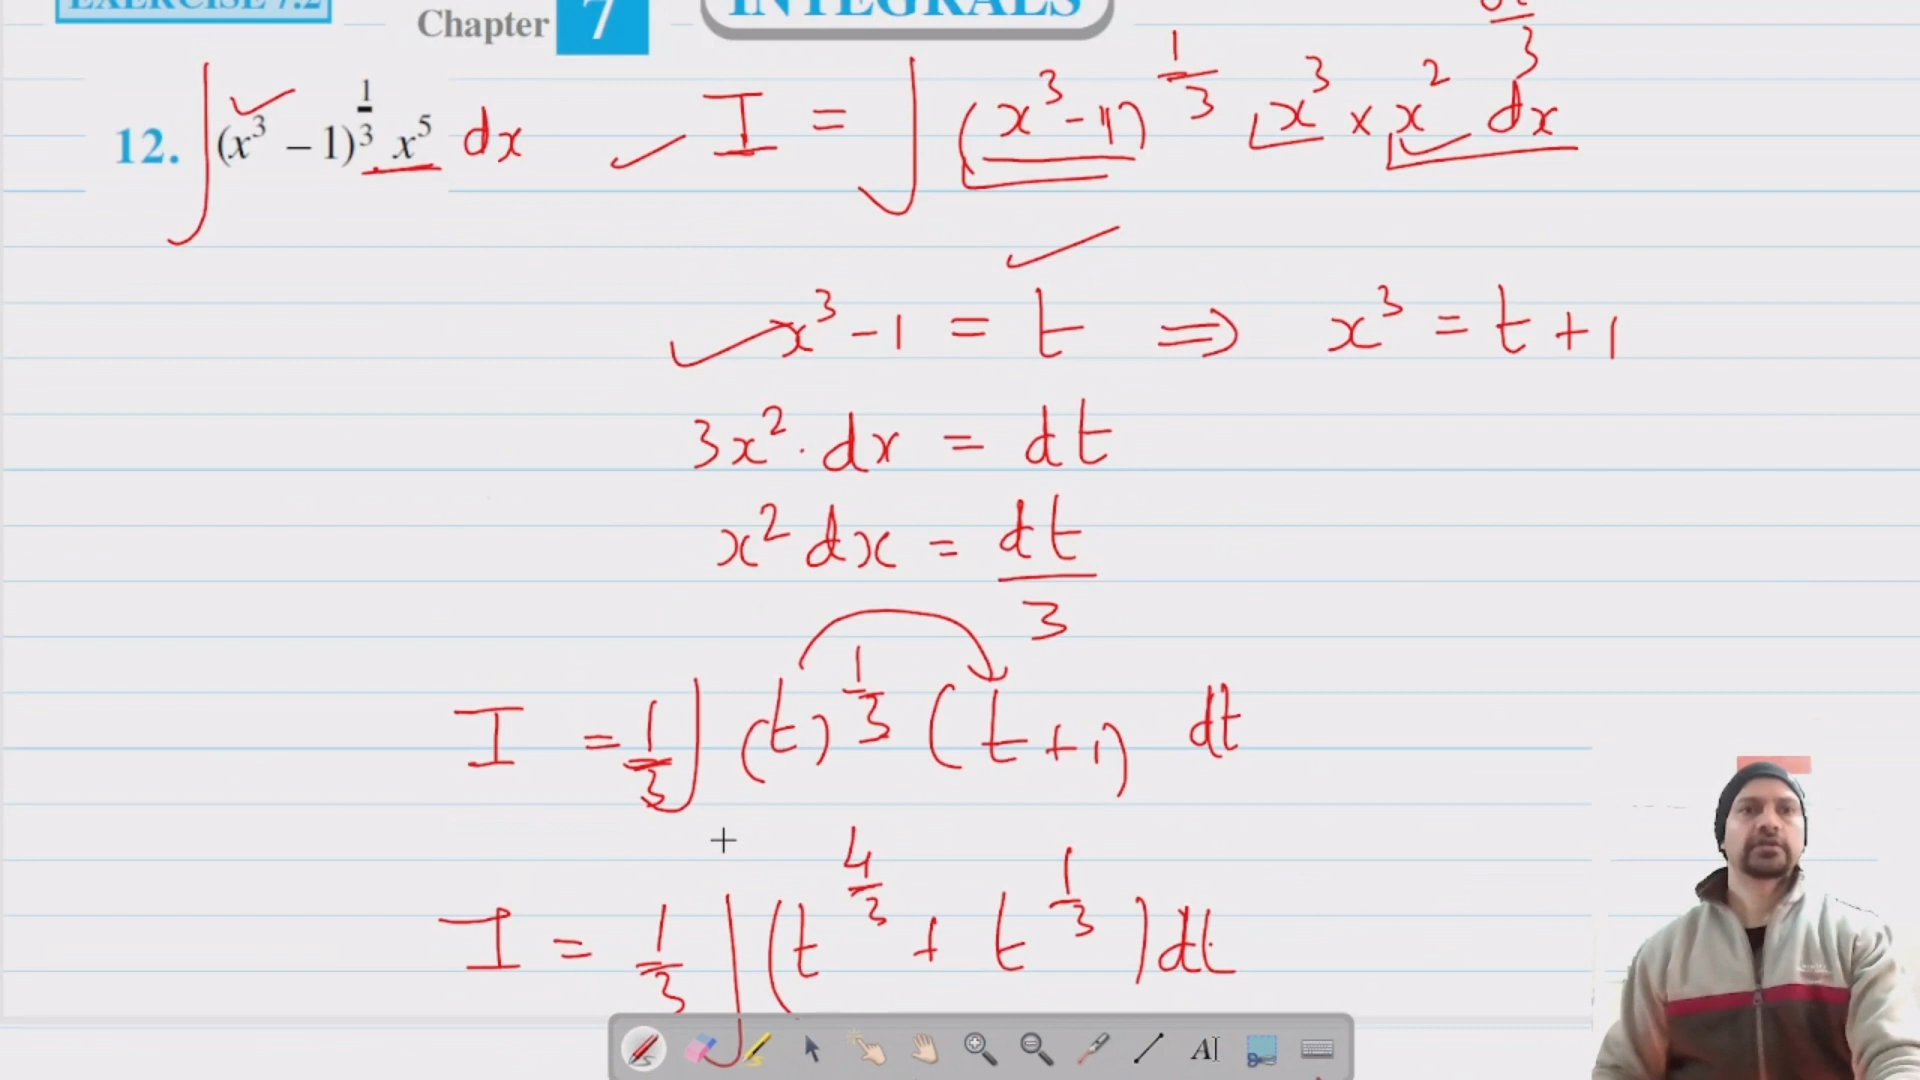 EXERCISE 7.2
Chapter 7
INTEGRALS
12. ∫ (x³ – 1)^(1/3) x⁵ dx
I = ∫ (x³-1)^(1/3) x³ × x² dx
3
x³ - 1 = t ⇒ x³ = t + 1
3x² . dx = dt
x² dx = dt/3
I = 1/3 ∫ (t)^(1/3) (t + 1) dt
I = 1/3 ∫ (t^(4/3) + t^(1/3)) dt
AI